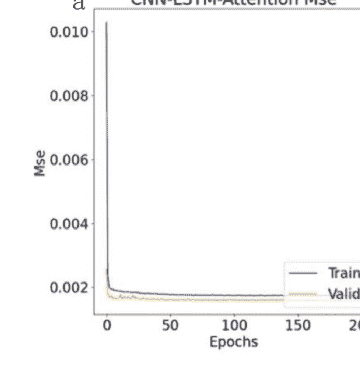 a
CNN-LSTM-Attention Mse
0.010
0.008
0.006
0.004
0.002
Mse
0 50 100 150 20
Epochs
Train
Valid